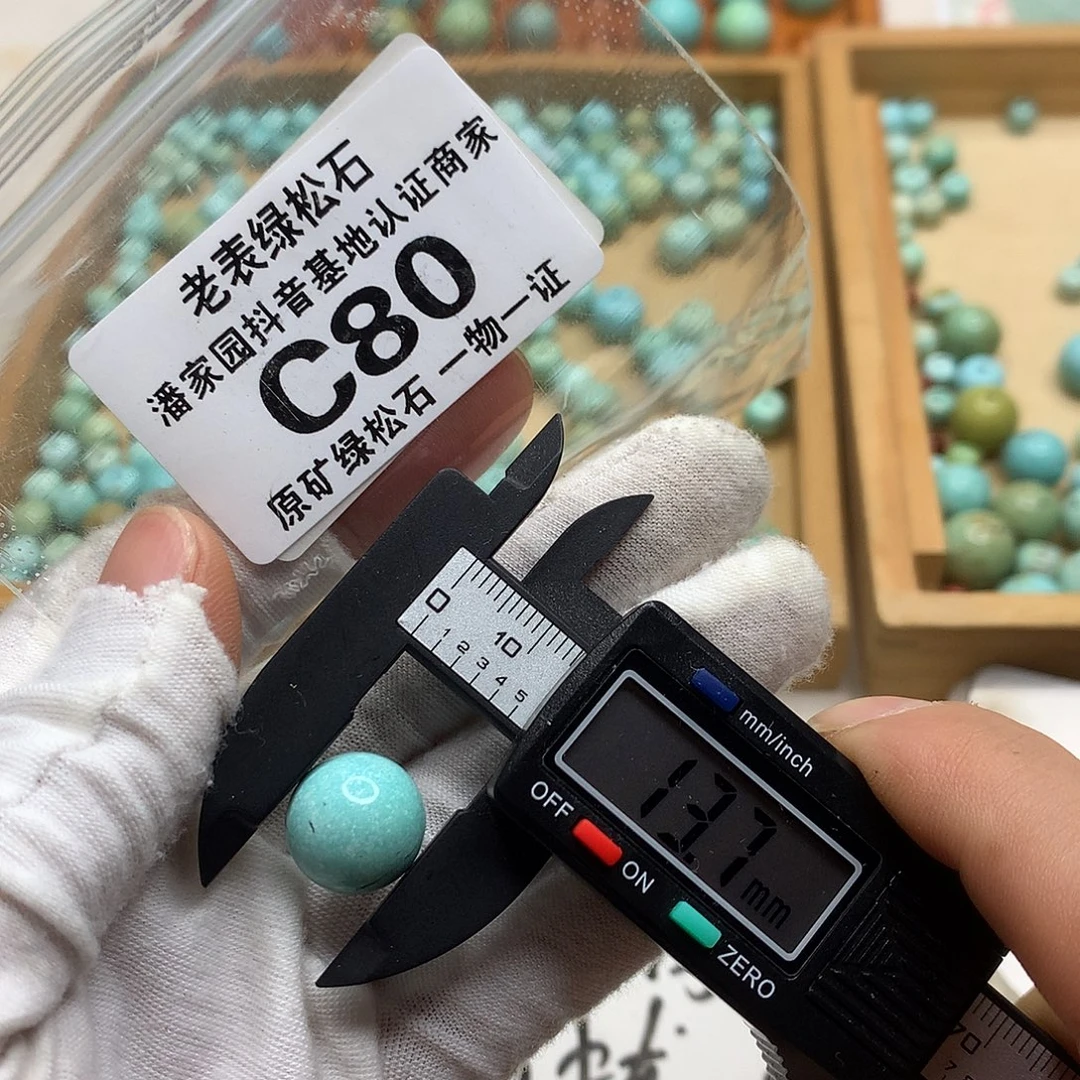 老表绿松石
潘家园抖音基地认证商家
C80
原矿绿松石 一物一证
0
10
1 2 3 4 5
mm/inch
OFF
ON
13.7 mm
ZERO
70